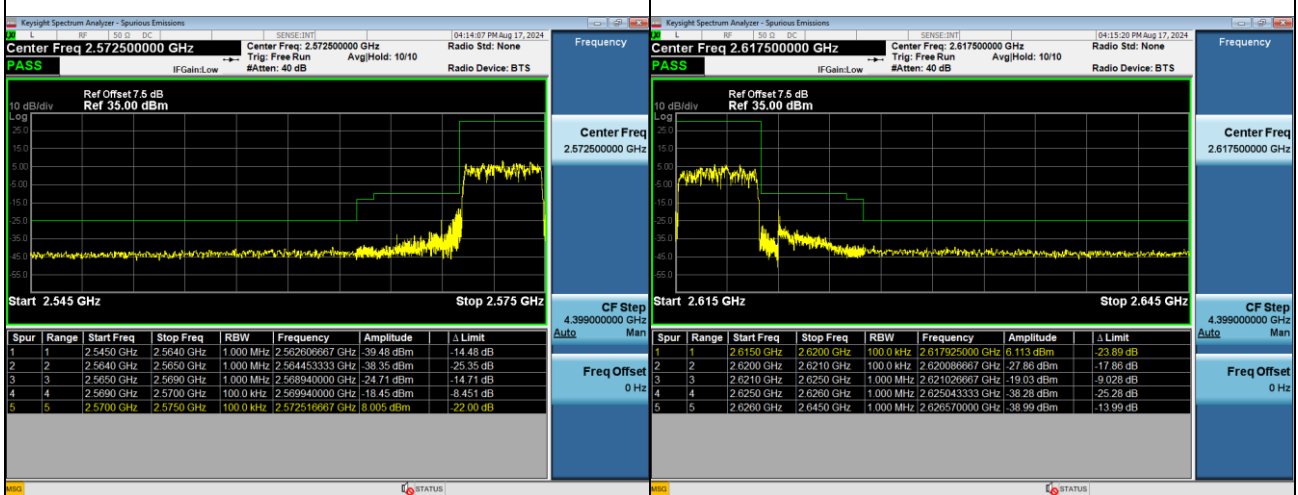 Keysight Spectrum Analyzer - Spurious Emissions
L RF 50 Ω DC SENSE:INT 04:14:07 PM Aug 17, 2024
Center Freq 2.572500000 GHz Center Freq: 2.572500000 GHz Radio Std: None
Trig: Free Run Avg|Hold: 10/10
PASS IFGain:Low #Atten: 40 dB Radio Device: BTS
Ref Offset 7.5 dB
10 dB/div Ref 35.00 dBm
Log
25.0
15.0
5.00
-5.00
-15.0
-25.0
-35.0
-45.0
-55.0
Start 2.545 GHz Stop 2.575 GHz
Spur Range Start Freq Stop Freq RBW Frequency Amplitude Δ Limit
1 1 2.5450 GHz 2.5640 GHz 1.000 MHz 2.562606667 GHz -39.48 dBm -14.48 dB
2 2 2.5640 GHz 2.5650 GHz 1.000 MHz 2.564453333 GHz -38.35 dBm -25.35 dB
3 3 2.5650 GHz 2.5690 GHz 1.000 MHz 2.568940000 GHz -24.71 dBm -14.71 dB
4 4 2.5690 GHz 2.5700 GHz 100.0 kHz 2.569940000 GHz -18.45 dBm -8.451 dB
5 5 2.5700 GHz 2.5750 GHz 100.0 kHz 2.572516667 GHz 8.005 dBm -22.00 dB
MSG STATUS
Frequency
Center Freq
2.572500000 GHz
CF Step
4.399000000 GHz
Auto Man
Freq Offset
0 Hz
Keysight Spectrum Analyzer - Spurious Emissions
L RF 50 Ω DC SENSE:INT 04:15:20 PM Aug 17, 2024
Center Freq 2.617500000 GHz Center Freq: 2.617500000 GHz Radio Std: None
Trig: Free Run Avg|Hold: 10/10
PASS IFGain:Low #Atten: 40 dB Radio Device: BTS
Ref Offset 7.5 dB
10 dB/div Ref 35.00 dBm
Log
25.0
15.0
5.00
-5.00
-15.0
-25.0
-35.0
-45.0
-55.0
Start 2.615 GHz Stop 2.645 GHz
Spur Range Start Freq Stop Freq RBW Frequency Amplitude Δ Limit
1 1 2.6150 GHz 2.6200 GHz 100.0 kHz 2.617925000 GHz 6.113 dBm -23.89 dB
2 2 2.6200 GHz 2.6210 GHz 100.0 kHz 2.620086667 GHz -27.86 dBm -17.86 dB
3 3 2.6210 GHz 2.6250 GHz 1.000 MHz 2.621026667 GHz -19.03 dBm -9.028 dB
4 4 2.6250 GHz 2.6260 GHz 1.000 MHz 2.625043333 GHz -38.28 dBm -25.28 dB
5 5 2.6260 GHz 2.6450 GHz 1.000 MHz 2.626570000 GHz -38.99 dBm -13.99 dB
MSG STATUS
Frequency
Center Freq
2.617500000 GHz
CF Step
4.399000000 GHz
Auto Man
Freq Offset
0 Hz